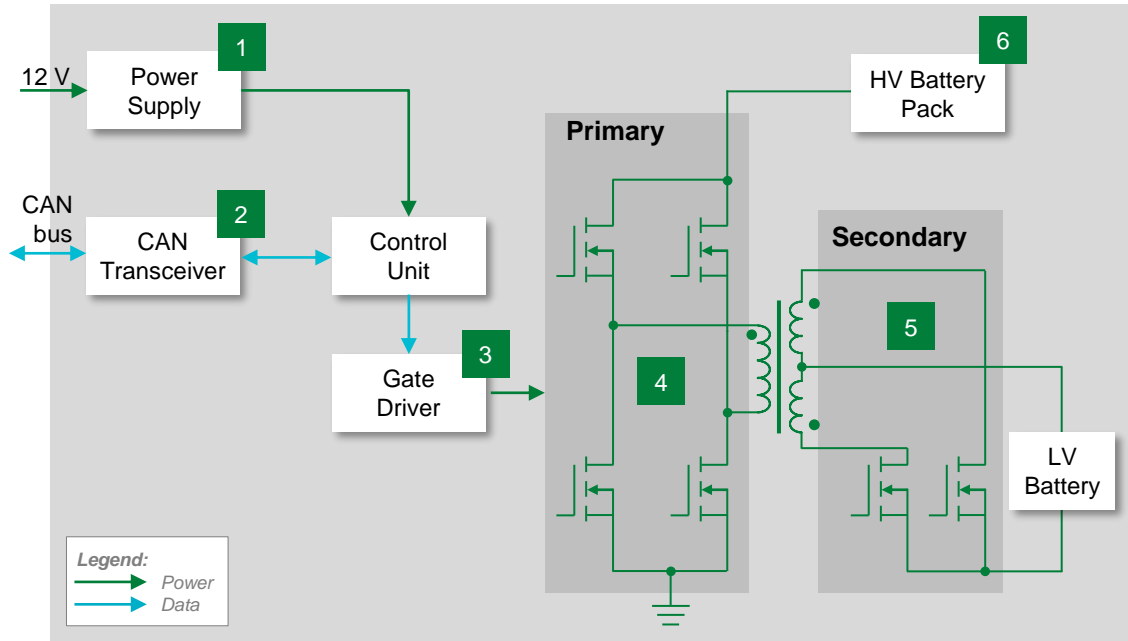 1
12 V
Power
Supply
6
HV Battery
Pack
Primary
CAN
bus
2
CAN
Transceiver
Control
Unit
Secondary
3
Gate
Driver
4
5
LV
Battery
Legend:
Power
Data